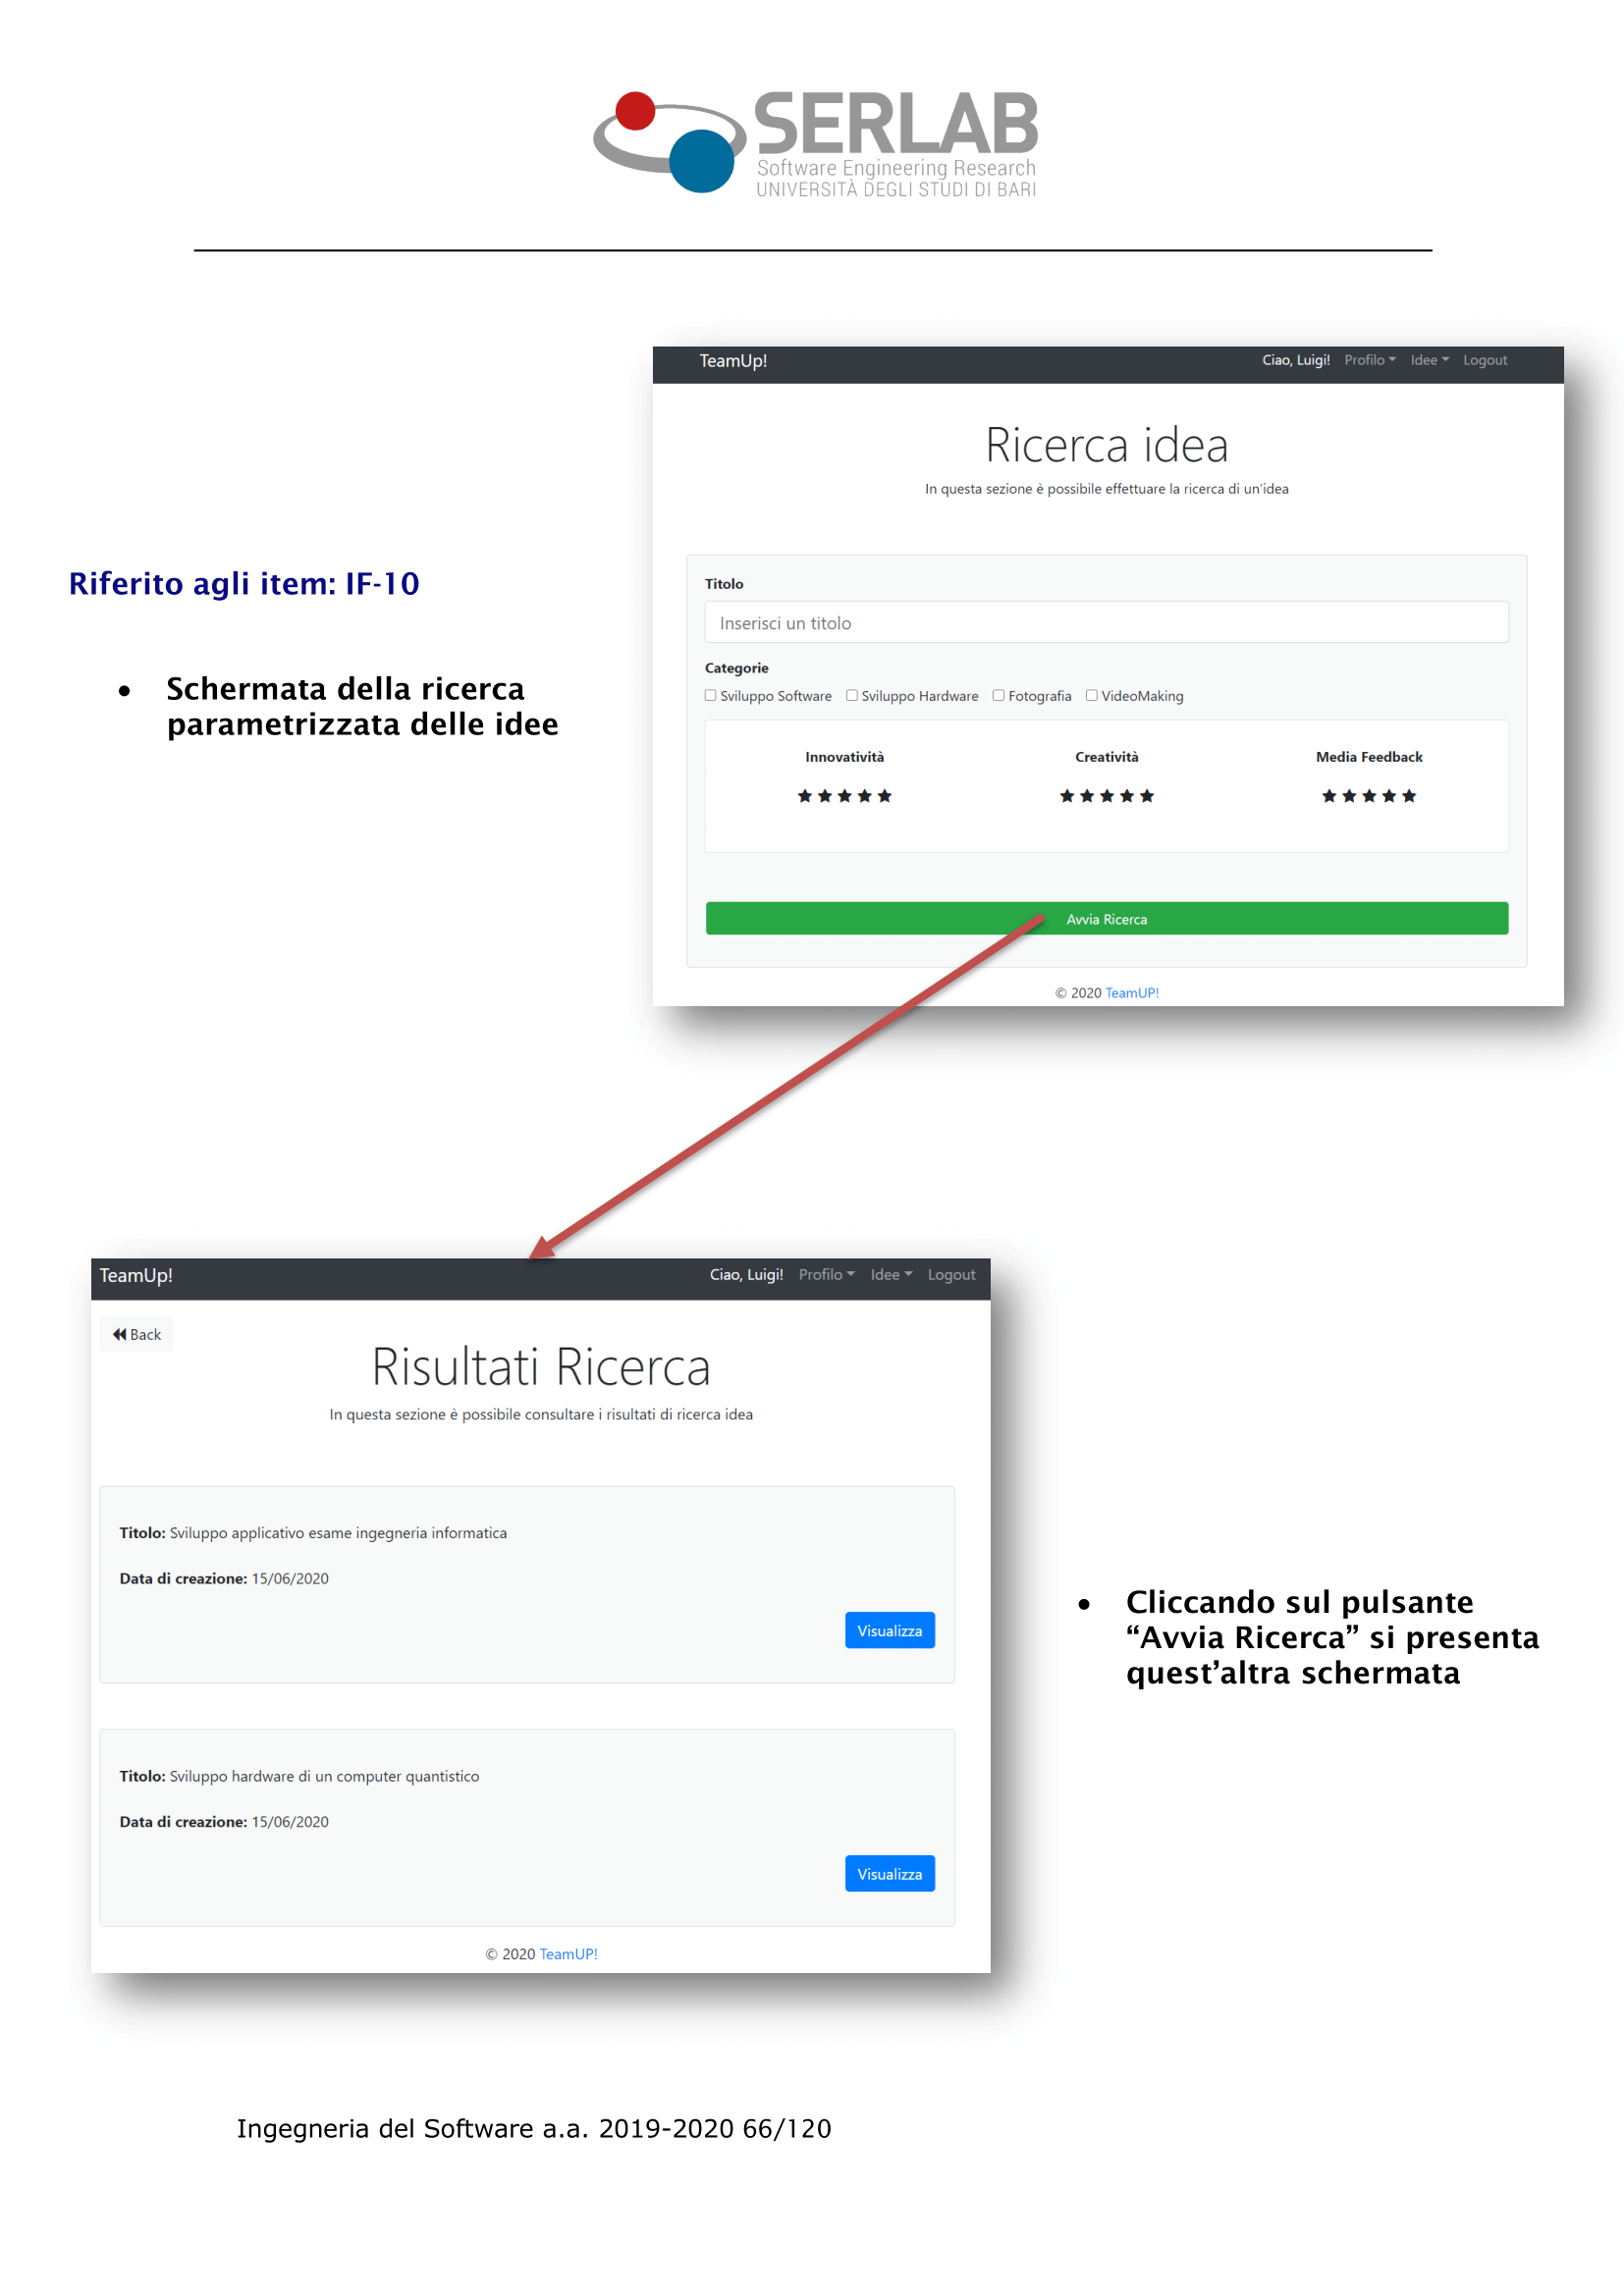 SERLAB
Software Engineering Research
UNIVERSITÀ DEGLI STUDI DI BARI
TeamUp!
Ciao, Luigi! Profilo Idee Logout
Ricerca idea
In questa sezione è possibile effettuare la ricerca di un'idea
Riferito agli item: IF-10
• Schermata della ricerca
parametrizzata delle idee
Titolo
Inserisci un titolo
Categorie
Sviluppo Software Sviluppo Hardware Fotografia VideoMaking
Innovatività Creatività Media Feedback
Avvia Ricerca
© 2020 TeamUP!
TeamUp!
Ciao, Luigi! Profilo Idee Logout
Back
Risultati Ricerca
In questa sezione è possibile consultare i risultati di ricerca idea
Titolo: Sviluppo applicativo esame ingegneria informatica
Data di creazione: 15/06/2020
Visualizza
Titolo: Sviluppo hardware di un computer quantistico
Data di creazione: 15/06/2020
Visualizza
© 2020 TeamUP!
• Cliccando sul pulsante
“Avvia Ricerca” si presenta
quest’altra schermata
Ingegneria del Software a.a. 2019-2020 66/120